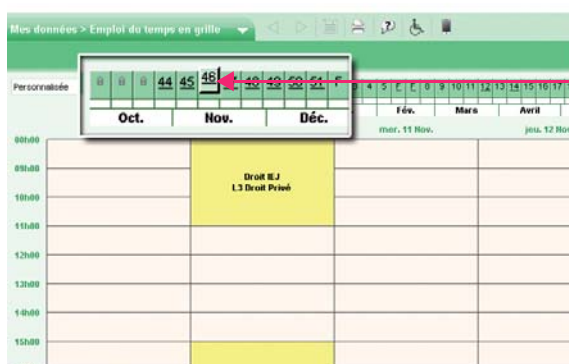 Mes données > Emploi du temps en grille
Personnalisée
44 45 46 48 49 50 51 F
3 4 5 F F 8 9 10 11 12 13 14 15 16 17
Oct. Nov. Déc.
Fév. Mars Avril
mer. 11 Nov. jeu. 12 Nov
08h00
09h00
Droit IEJ
L3 Droit Privé
10h00
11h00
12h00
13h00
14h00
15h00